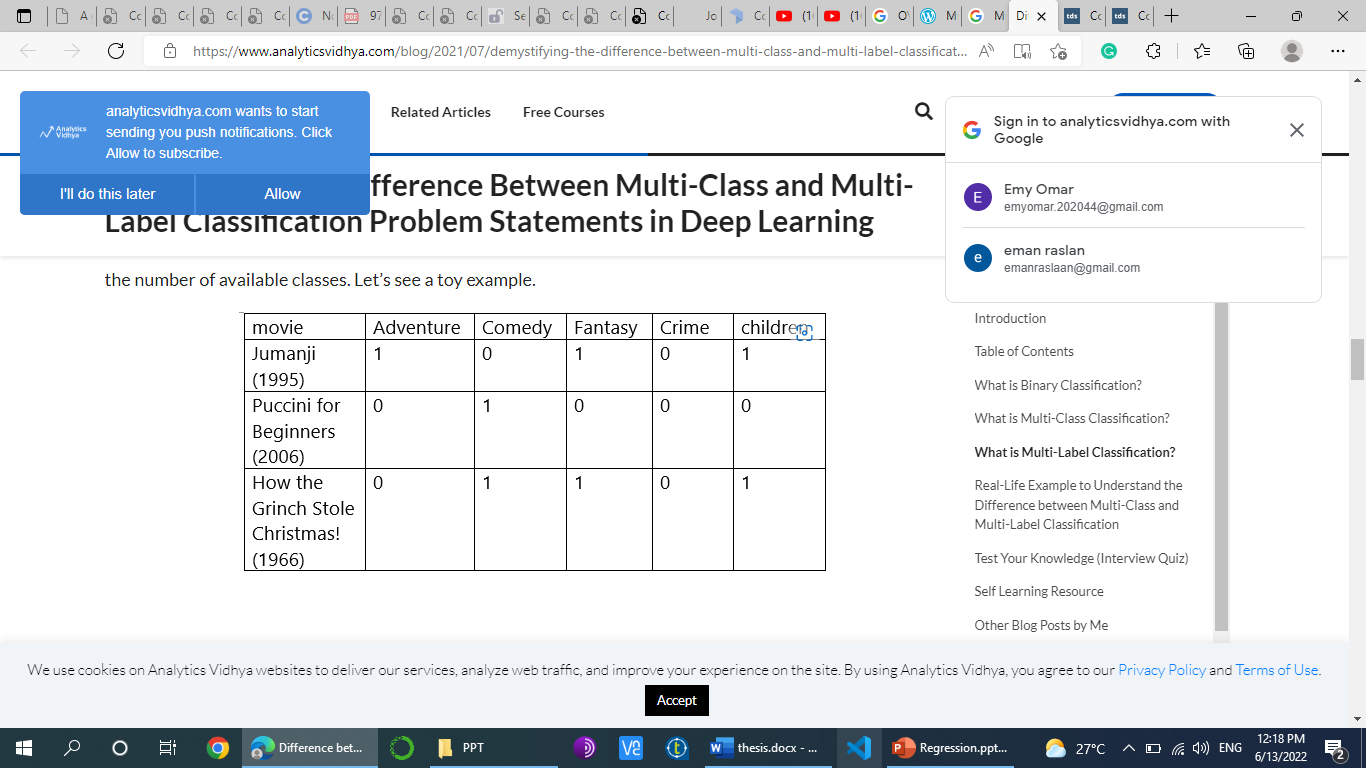 https://www.analyticsvidhya.com/blog/2021/07/demystifying-the-difference-between-multi-class-and-multi-label-classificat...
Analytics Vidhya
analyticsvidhya.com wants to start
sending you push notifications. Click
Allow to subscribe.
I'll do this later
Allow
Related Articles
Free Courses
Sign in to analyticsvidhya.com with
Google
E
Emy Omar
emyomar.202044@gmail.com
e
eman raslan
emanraslaan@gmail.com
fference Between Multi-Class and Multi-
Label Classification Problem Statements in Deep Learning
the number of available classes. Let’s see a toy example.
movie Adventure Comedy Fantasy Crime children
Jumanji (1995) 1 0 1 0 1
Puccini for Beginners (2006) 0 1 0 0 0
How the Grinch Stole Christmas! (1966) 0 1 1 0 1
Introduction
Table of Contents
What is Binary Classification?
What is Multi-Class Classification?
What is Multi-Label Classification?
Real-Life Example to Understand the
Difference between Multi-Class and
Multi-Label Classification
Test Your Knowledge (Interview Quiz)
Self Learning Resource
Other Blog Posts by Me
We use cookies on Analytics Vidhya websites to deliver our services, analyze web traffic, and improve your experience on the site. By using Analytics Vidhya, you agree to our Privacy Policy and Terms of Use.
Accept
Difference bet...
PPT
thesis.docx - ...
Regression.ppt...
27°C
ENG
12:18 PM
6/13/2022
2